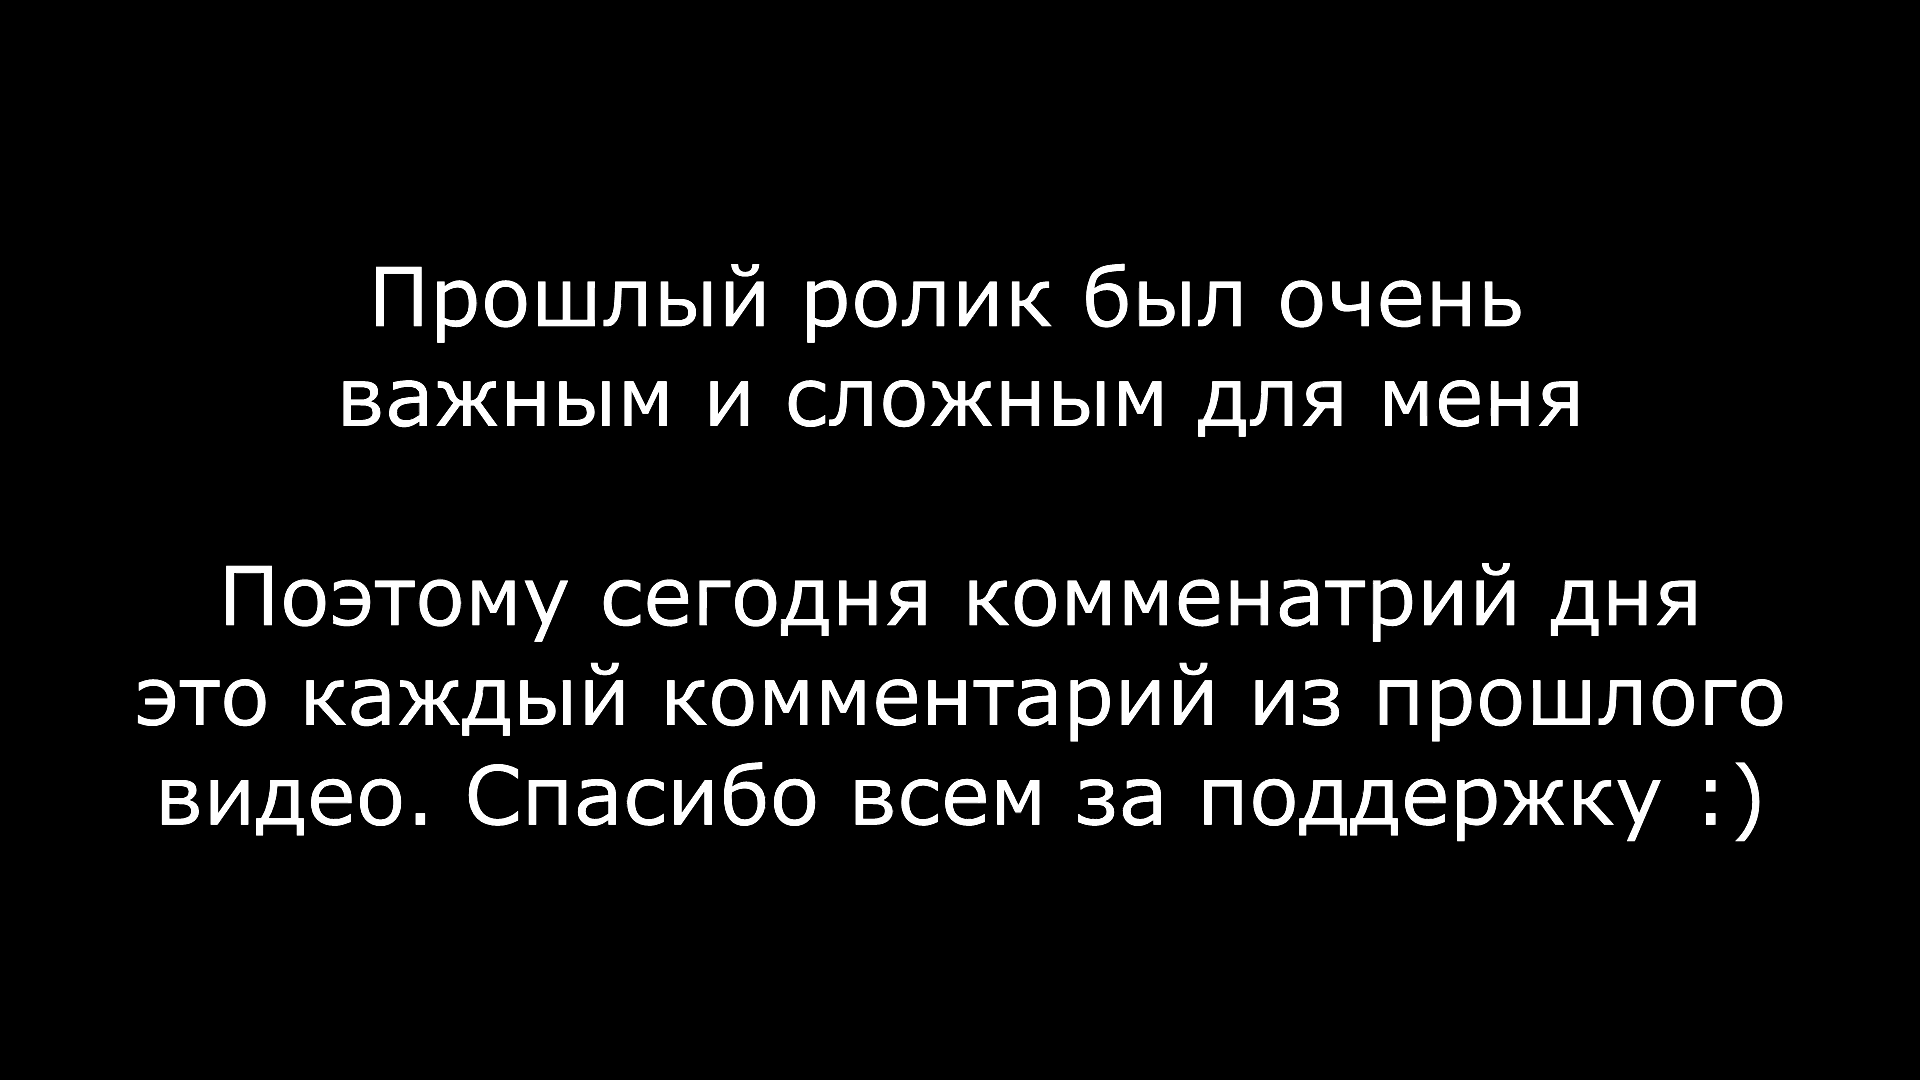 Прошлый ролик был очень
важным и сложным для меня
Поэтому сегодня комменатрий дня
это каждый комментарий из прошлого
видео. Спасибо всем за поддержку :)